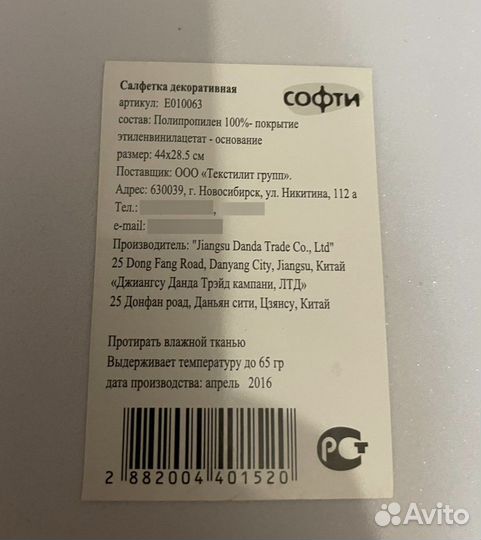 Салфетка декоративная
софти
артикул: E010063
состав: Полипропилен 100%- покрытие
этиленвинилацетат - основание
размер: 44х28.5 см
Поставщик: ООО «Текстилит групп».
Адрес: 630039, г. Новосибирск, ул. Никитина, 112 а
Тел.:
e-mail:
Производитель: "Jiangsu Danda Trade Co., Ltd"
25 Dong Fang Road, Danyang City, Jiangsu, Китай
«Джиангсу Данда Трэйд кампани, ЛТД»
25 Донфан роад, Даньян сити, Цзянсу, Китай
Протирать влажной тканью
Выдерживает температуру до 65 гр
дата производства: апрель 2016
2 882004 401520
РСТ
Avito